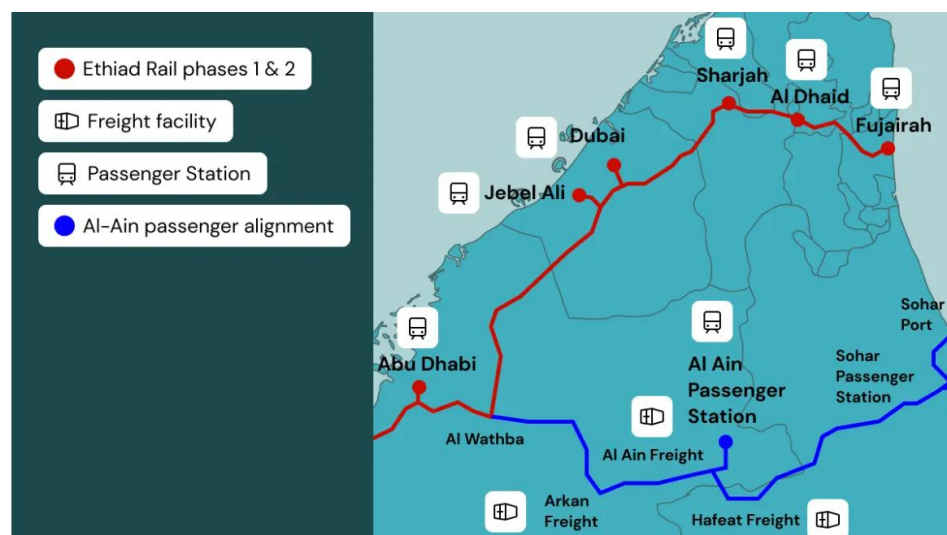 Ethiad Rail phases 1 & 2
Freight facility
Passenger Station
Al-Ain passenger alignment
Sharjah
Al Dhaid
Fujairah
Dubai
Jebel Ali
Abu Dhabi
Al Wathba
Al Ain
Passenger
Station
Sohar
Port
Sohar
Passenger
Station
Al Ain Freight
Arkan
Freight
Hafeat Freight